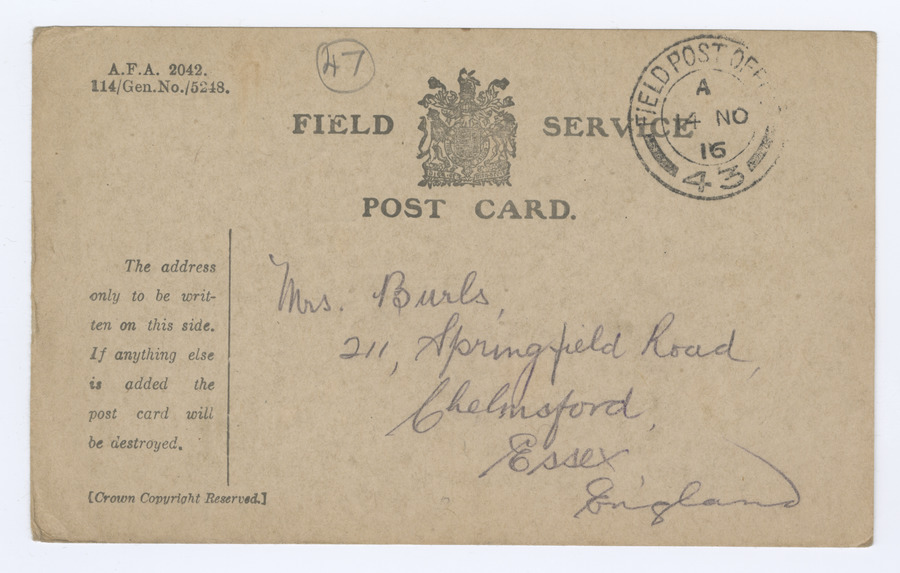 A.F.A. 2042.
114/Gen.No./5248.
47
FIELD SERVICE
POST CARD.
FIELD POST OFF
A
14 NO
16
43
The address
only to be writ-
ten on this side.
If anything else
is added the
post card will
be destroyed.
[Crown Copyright Reserved.]
Mrs. Burls,
211, Springfield Road,
Chelmsford,
Essex
England